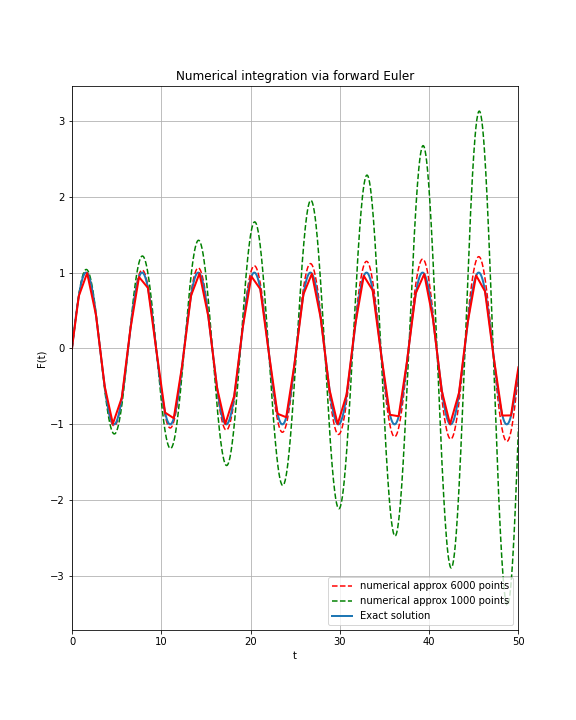 Numerical integration via forward Euler
F(t)
3
2
1
0
−1
−2
−3
0
10
20
30
40
50
t
numerical approx 6000 points
numerical approx 1000 points
Exact solution